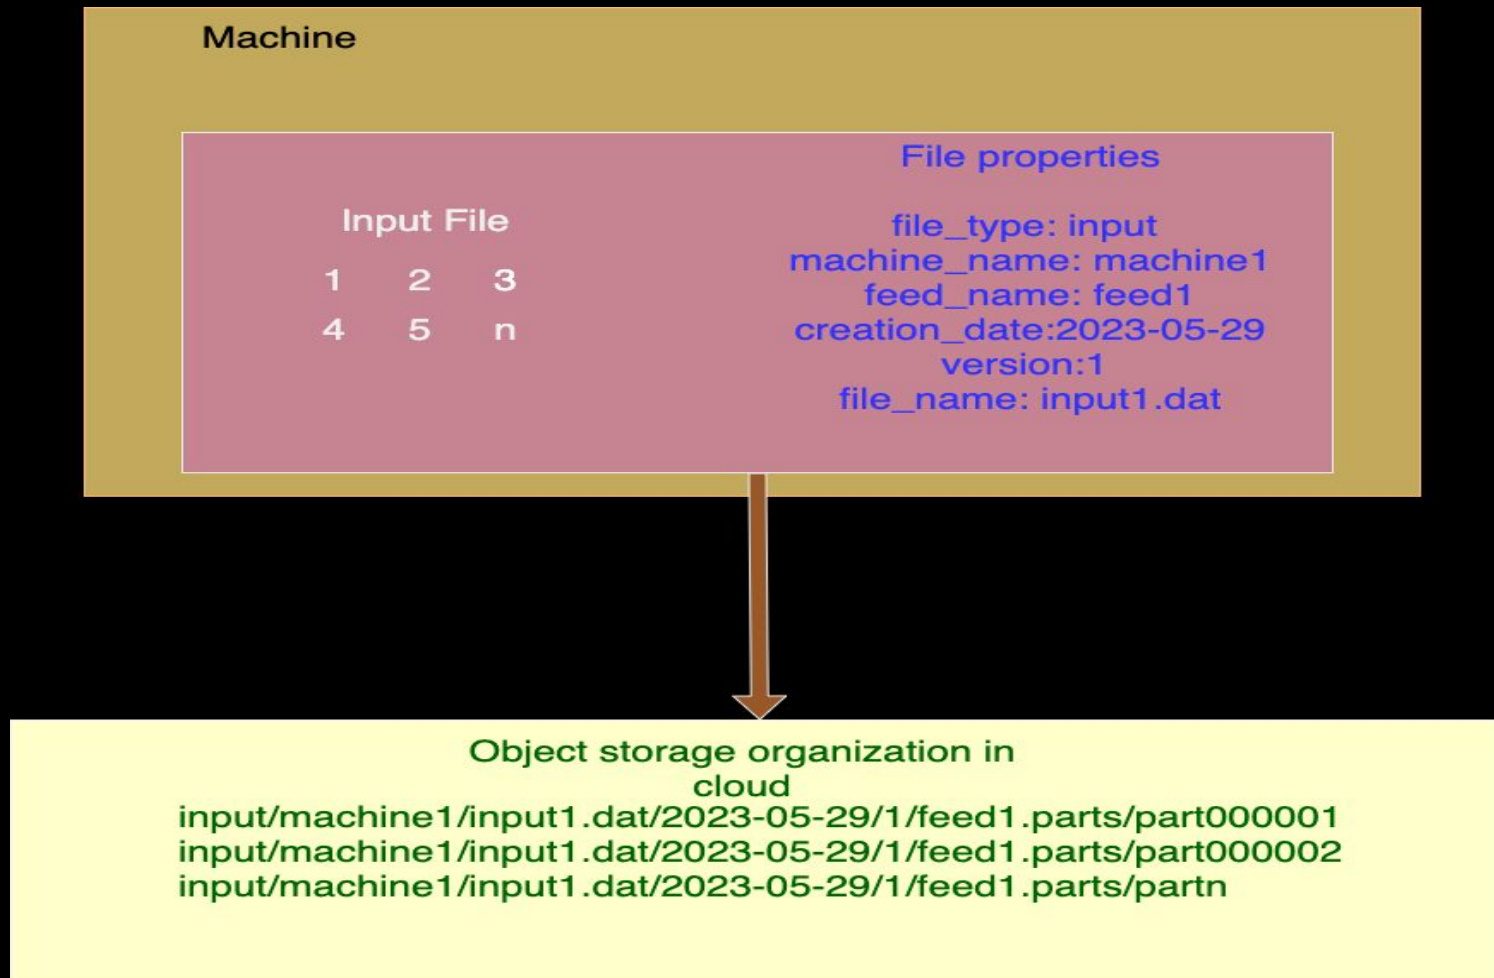 Machine
Input File
1 2 3
4 5 n
File properties
file_type: input
machine_name: machine1
feed_name: feed1
creation_date:2023-05-29
version:1
file_name: input1.dat
Object storage organization in
cloud
input/machine1/input1.dat/2023-05-29/1/feed1.parts/part000001
input/machine1/input1.dat/2023-05-29/1/feed1.parts/part000002
input/machine1/input1.dat/2023-05-29/1/feed1.parts/partn